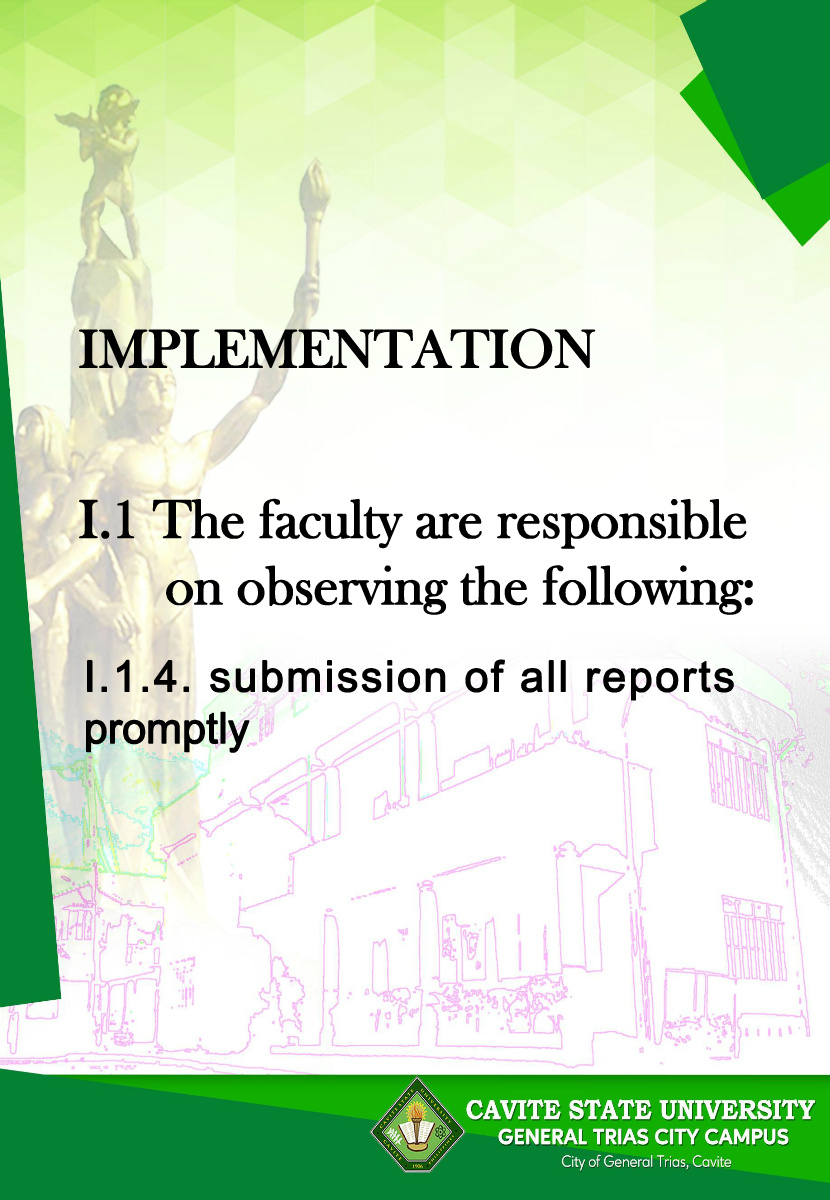 IMPLEMENTATION
I.1 The faculty are responsible
on observing the following:
I.1.4. submission of all reports
promptly
CAVITE STATE UNIVERSITY
GENERAL TRIAS CITY CAMPUS
City of General Trias, Cavite
1906